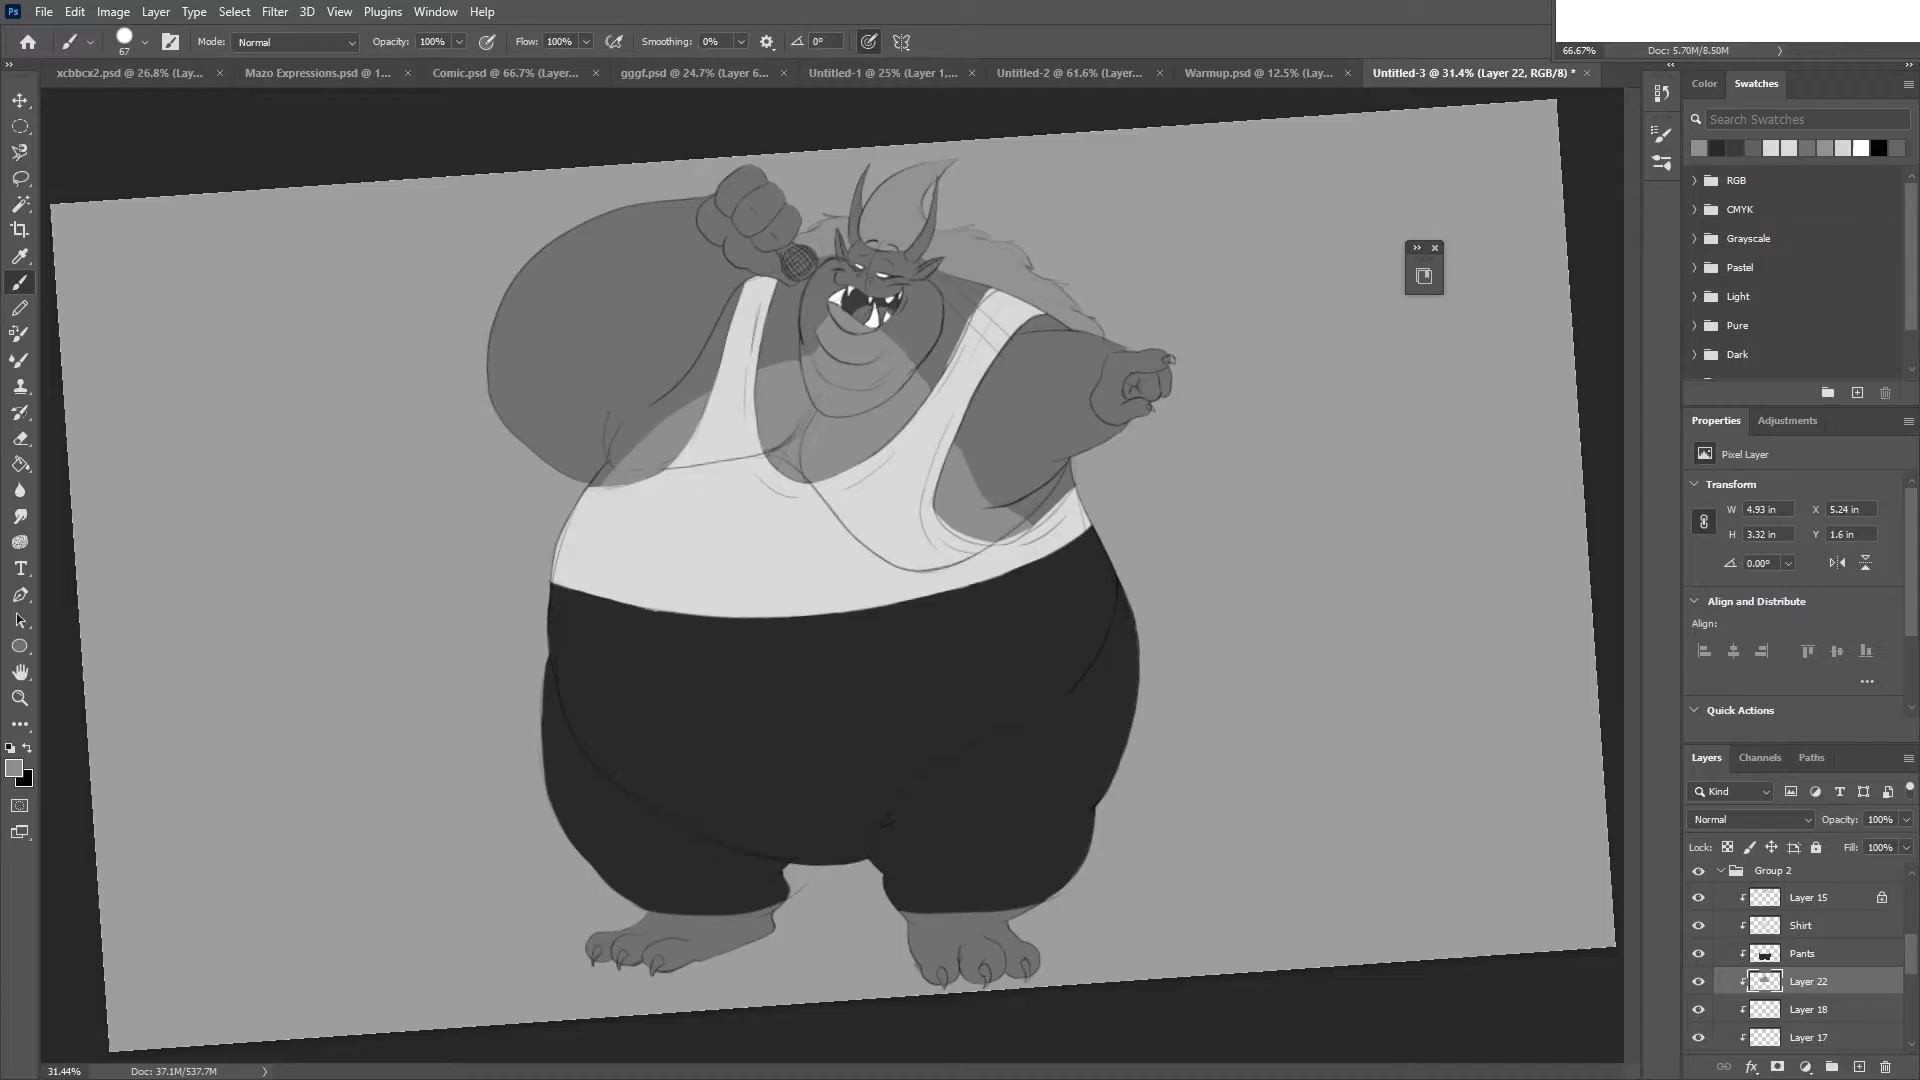 Ps File Edit Image Layer Type Select Filter 3D View Plugins Window Help
67 Mode: Normal Opacity: 100% Flow: 100% Smoothing: 0% 0°
66.67% Doc: 5.70M/8.50M
xcbbcx2.psd @ 26.8% (Lay... Mazo Expressions.psd @ 1... Comic.psd @ 66.7% (Layer... gggf.psd @ 24.7% (Layer 6... Untitled-1 @ 25% (Layer 1,... Untitled-2 @ 61.6% (Layer... Warmup.psd @ 12.5% (Lay... Untitled-3 @ 31.4% (Layer 22, RGB/8) *
Color Swatches
Search Swatches
RGB
CMYK
Grayscale
Pastel
Light
Pure
Dark
Properties Adjustments
Pixel Layer
Transform
W 4.93 in X 5.24 in
H 3.32 in Y 1.6 in
0.00°
Align and Distribute
Align:
Quick Actions
Layers Channels Paths
Kind
Normal Opacity: 100%
Lock: Fill: 100%
Group 2
Layer 15
Shirt
Pants
Layer 22
Layer 18
Layer 17
31.44% Doc: 37.1M/537.7M